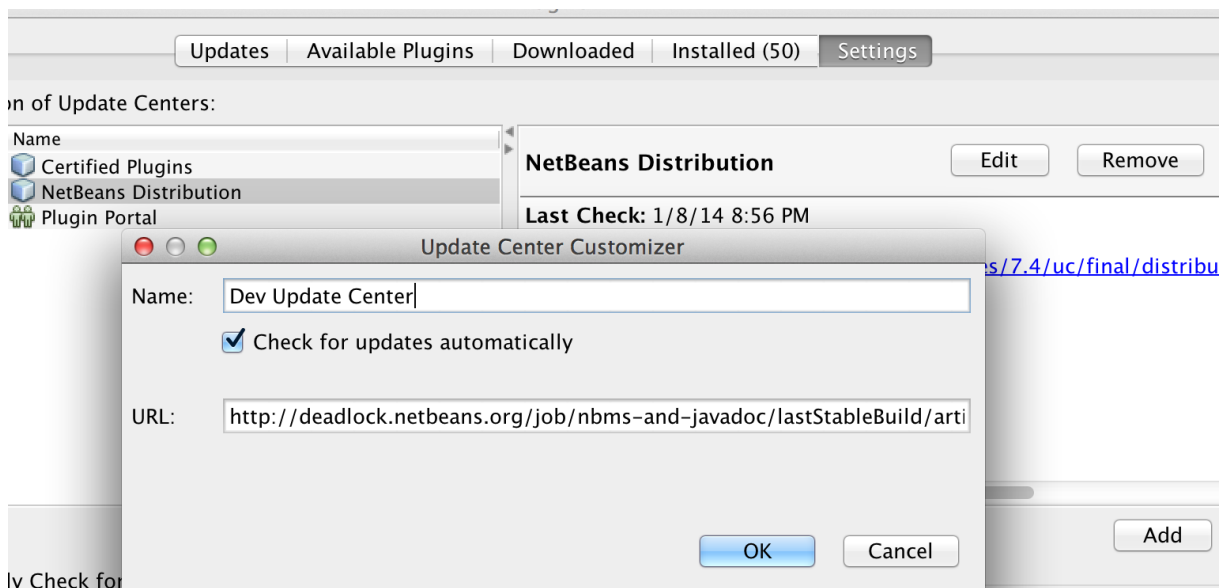 Updates Available Plugins Downloaded Installed (50) Settings
on of Update Centers:
Name
Certified Plugins
NetBeans Distribution
Plugin Portal
NetBeans Distribution Edit Remove
Last Check: 1/8/14 8:56 PM
es/7.4/uc/final/distribu
Update Center Customizer
Name: Dev Update Center
Check for updates automatically
URL: http://deadlock.netbeans.org/job/nbms-and-javadoc/lastStableBuild/arti
OK Cancel
Add
ly Check for